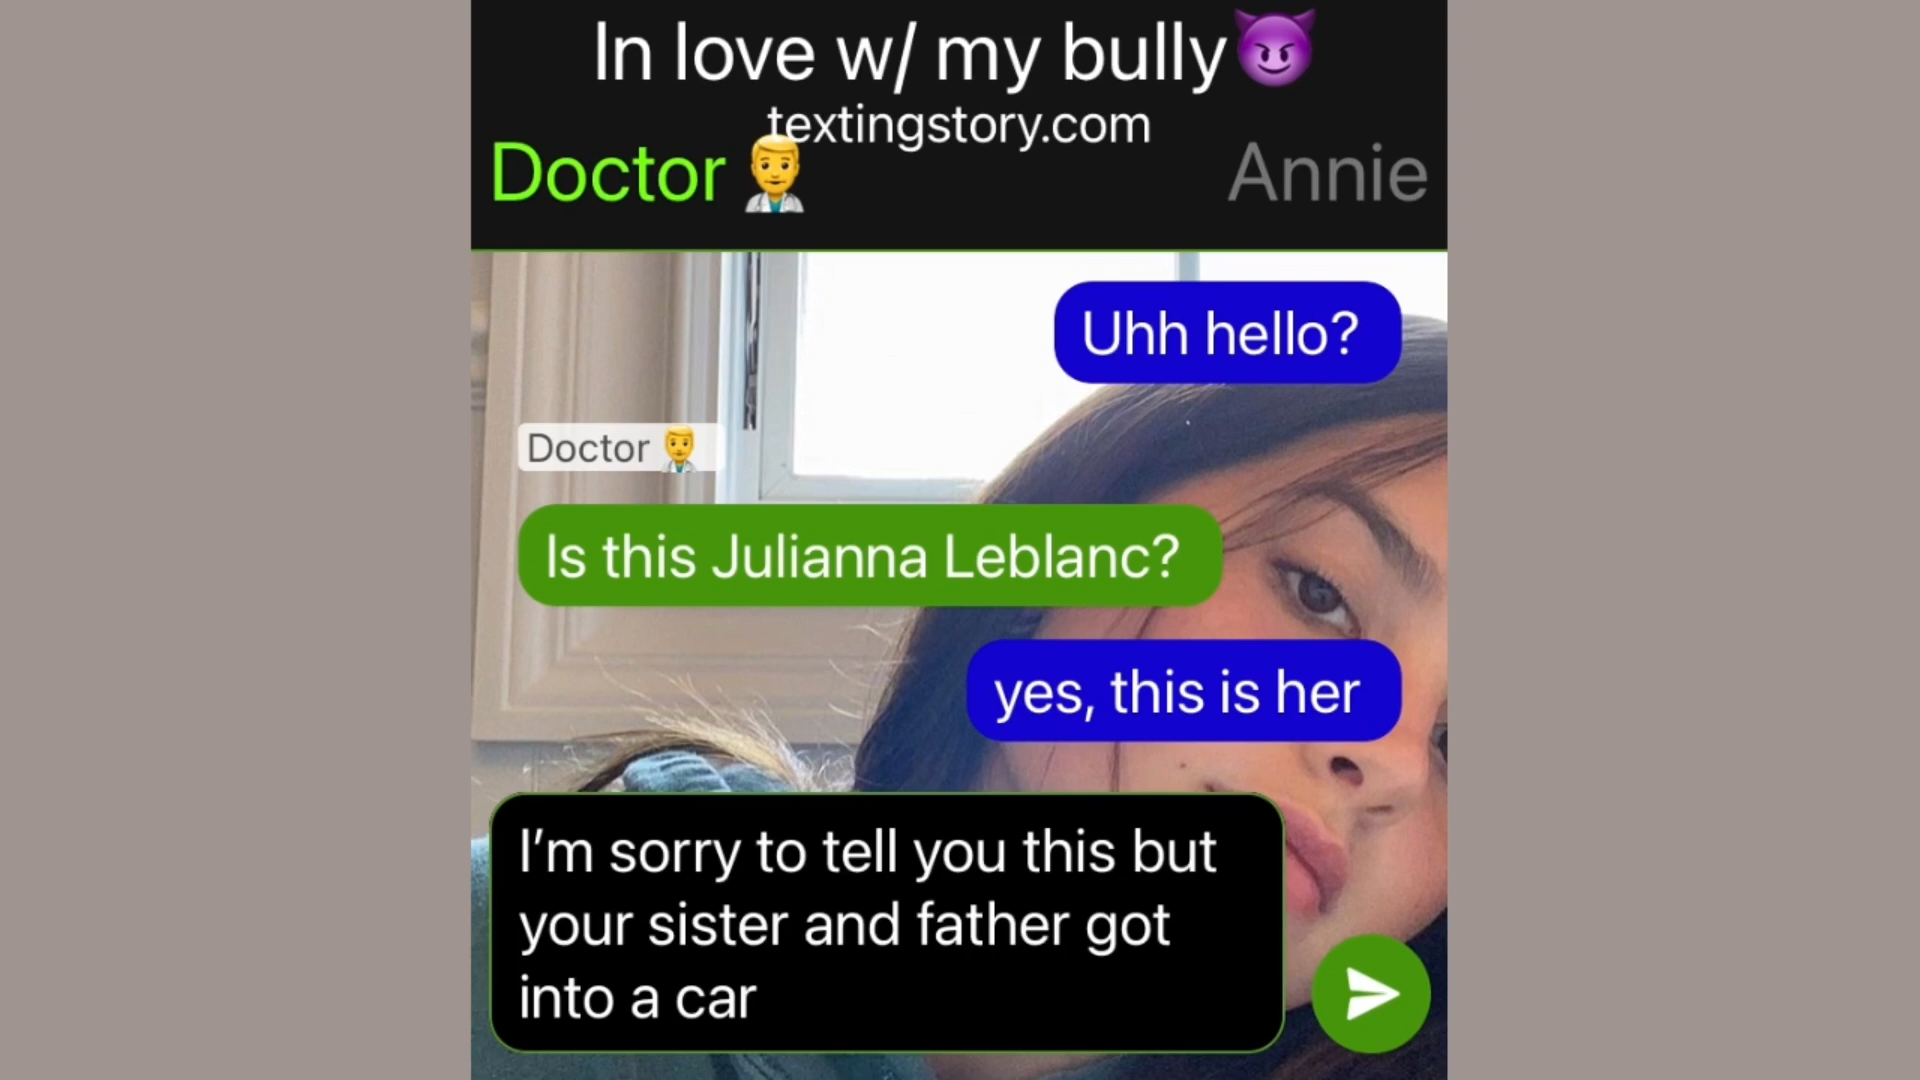 In love w/ my bully😈
textingstory.com
Doctor 👨‍⚕️ Annie
Uhh hello?
Doctor 👨‍⚕️
Is this Julianna Leblanc?
yes, this is her
I'm sorry to tell you this but
your sister and father got
into a car